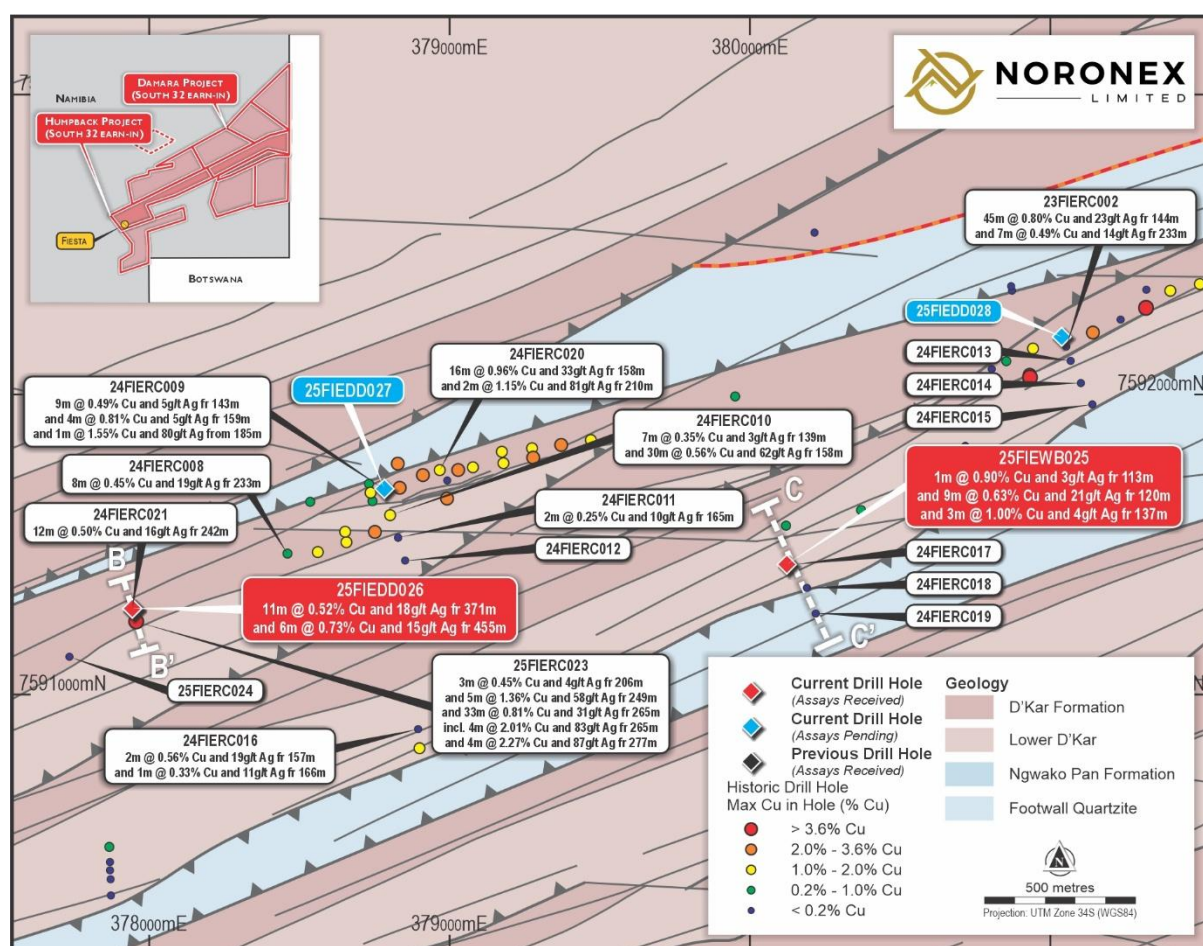 379000mE
380000mE
NAMIBIA
DAMARA PROJECT
(SOUTH 32 EARN-IN)
HUMPBACK PROJECT
(SOUTH 32 EARN-IN)
FIESTA
BOTSWANA
NORONEX
LIMITED
23FIERC002
45m @ 0.80% Cu and 23g/t Ag fr 144m
and 7m @ 0.49% Cu and 14g/t Ag fr 233m
25FIEDD028
24FIERC013
24FIERC014
24FIERC015
7592000mN
24FIERC020
16m @ 0.96% Cu and 33g/t Ag fr 158m
and 2m @ 1.15% Cu and 81g/t Ag fr 210m
24FIERC009
9m @ 0.49% Cu and 5g/t Ag fr 143m
and 4m @ 0.81% Cu and 5g/t Ag fr 159m
and 1m @ 1.55% Cu and 80g/t Ag from 185m
25FIEDD027
24FIERC010
7m @ 0.35% Cu and 3g/t Ag fr 139m
and 30m @ 0.56% Cu and 62g/t Ag fr 158m
24FIERC008
8m @ 0.45% Cu and 19g/t Ag fr 233m
25FIEWB025
1m @ 0.90% Cu and 3g/t Ag fr 113m
and 9m @ 0.63% Cu and 21g/t Ag fr 120m
and 3m @ 1.00% Cu and 4g/t Ag fr 137m
24FIERC021
12m @ 0.50% Cu and 16g/t Ag fr 242m
24FIERC011
2m @ 0.25% Cu and 10g/t Ag fr 165m
24FIERC012
C
C'
24FIERC017
24FIERC018
24FIERC019
B
B'
25FIEDD026
11m @ 0.52% Cu and 18g/t Ag fr 371m
and 6m @ 0.73% Cu and 15g/t Ag fr 455m
7591000mN
25FIERC024
25FIERC023
3m @ 0.45% Cu and 4g/t Ag fr 206m
and 5m @ 1.36% Cu and 58g/t Ag fr 249m
and 33m @ 0.81% Cu and 31g/t Ag fr 265m
incl. 4m @ 2.01% Cu and 83g/t Ag fr 265m
and 4m @ 2.27% Cu and 87g/t Ag fr 277m
24FIERC016
2m @ 0.56% Cu and 19g/t Ag fr 157m
and 1m @ 0.33% Cu and 11g/t Ag fr 166m
Current Drill Hole
(Assays Received)
Current Drill Hole
(Assays Pending)
Previous Drill Hole
(Assays Received)
Historic Drill Hole
Max Cu in Hole (% Cu)
> 3.6% Cu
2.0% - 3.6% Cu
1.0% - 2.0% Cu
0.2% - 1.0% Cu
< 0.2% Cu
Geology
D'Kar Formation
Lower D'Kar
Ngwako Pan Formation
Footwall Quartzite
N
500 metres
Projection: UTM Zone 34S (WGS84)
378000mE
379000mE